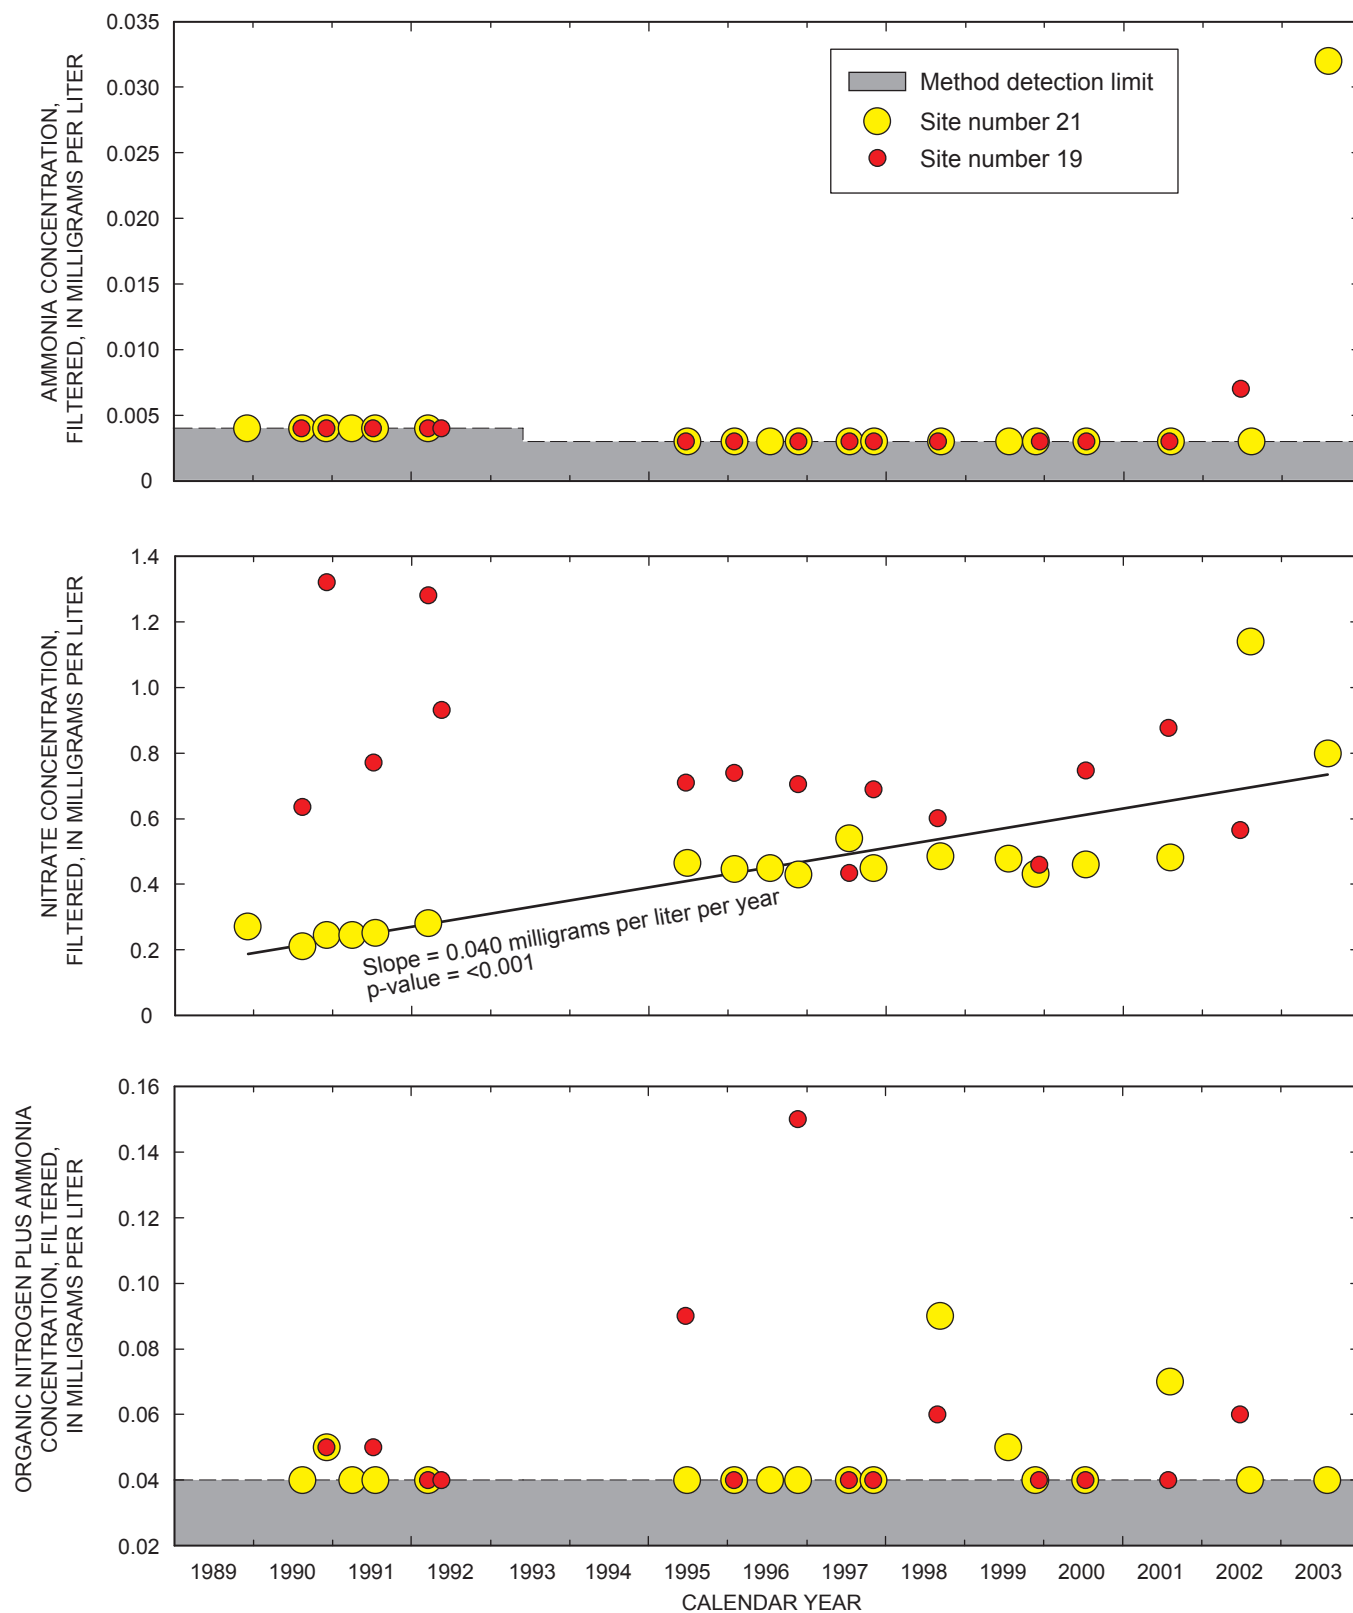 AMMONIA CONCENTRATION,
FILTERED, IN MILLIGRAMS PER LITER
0.035
0.030
0.025
0.020
0.015
0.010
0.005
0
Method detection limit
Site number 21
Site number 19
NITRATE CONCENTRATION,
FILTERED, IN MILLIGRAMS PER LITER
1.4
1.2
1.0
0.8
0.6
0.4
0.2
0
Slope = 0.040 milligrams per liter per year
p-value = <0.001
ORGANIC NITROGEN PLUS AMMONIA
CONCENTRATION, FILTERED,
IN MILLIGRAMS PER LITER
0.16
0.14
0.12
0.10
0.08
0.06
0.04
0.02
1989 1990 1991 1992 1993 1994 1995 1996 1997 1998 1999 2000 2001 2002 2003
CALENDAR YEAR